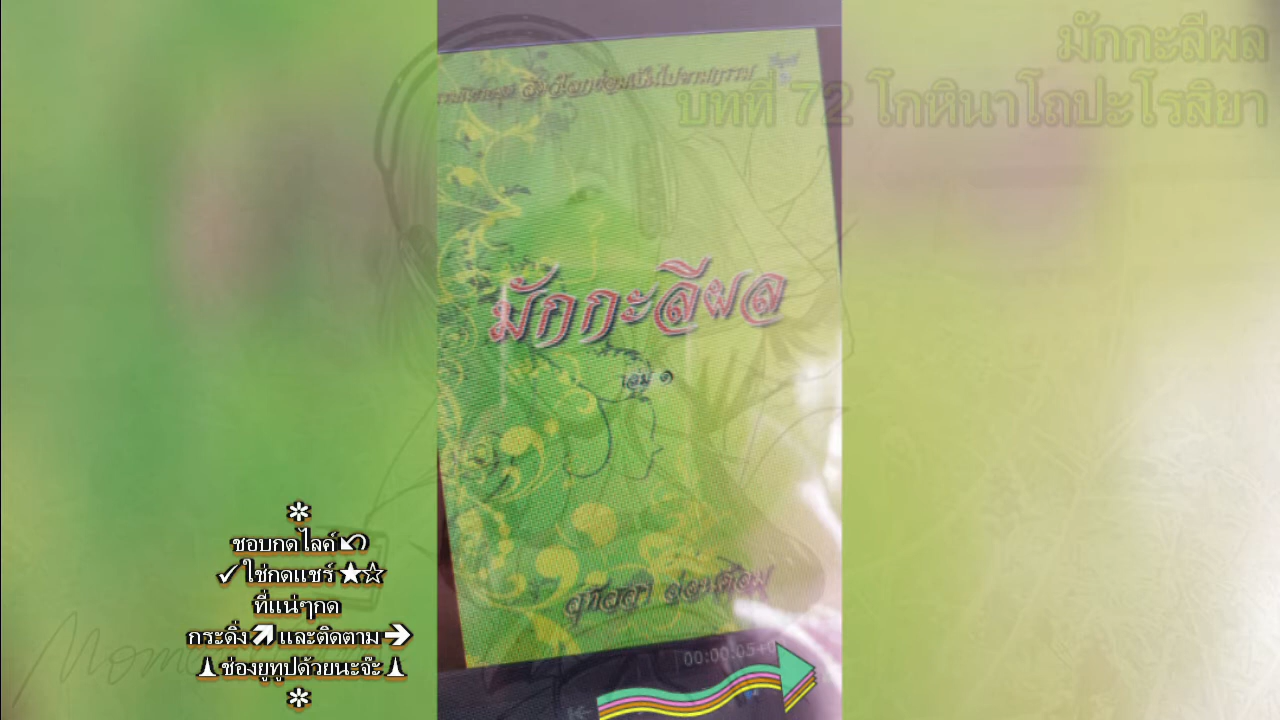 มักกะลีผล
บทที่ 72 โกหินาโถปะโรสิยา
มักกะลีผล
เล่ม ๑
00:00:05+0
✼
ชอบกดไลค์
✓ใช่กดแชร์★☆
ที่แน่ๆกด
กระดิ่ง และติดตาม
ช่องยูทูปด้วยนะจ๊ะ
✼